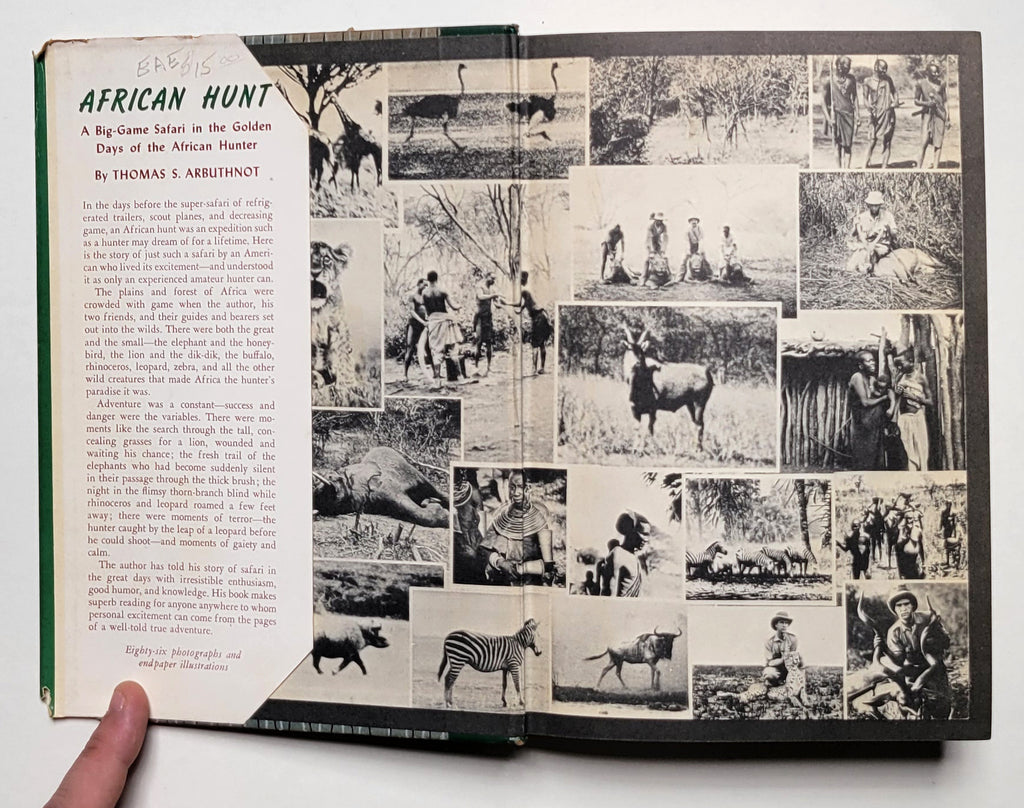 EAE $15.00
AFRICAN HUNT
A Big-Game Safari in the Golden
Days of the African Hunter
By THOMAS S. ARBUTHNOT
In the days before the super-safari of refrig-
erated trailers, scout planes, and decreasing
game, an African hunt was an expedition such
as a hunter may dream of for a lifetime. Here
is the story of just such a safari by an Ameri-
can who lived its excitement—and understood
it as only an experienced amateur hunter can.
The plains and forest of Africa were
crowded with game when the author, his
two friends, and their guides and bearers set
out into the wilds. There were both the great
and the small—the elephant and the honey-
bird, the lion and the dik-dik, the buffalo,
rhinoceros, leopard, zebra, and all the other
wild creatures that made Africa the hunter's
paradise it was.
Adventure was a constant—success and
danger were the variables. There were mo-
ments like the search through the tall, con-
cealing grasses for a lion, wounded and
waiting his chance; the fresh trail of the
elephants who had become suddenly silent
in their passage through the thick brush; the
night in the flimsy thorn-branch blind while
rhinoceros and leopard roamed a few feet
away; there were moments of terror—the
hunter caught by the leap of a leopard before
he could shoot—and moments of gaiety and
calm.
The author has told his story of safari in
the great days with irresistible enthusiasm,
good humor, and knowledge. His book makes
superb reading for anyone anywhere to whom
personal excitement can come from the pages
of a well-told true adventure.
Eighty-six photographs and
endpaper illustrations